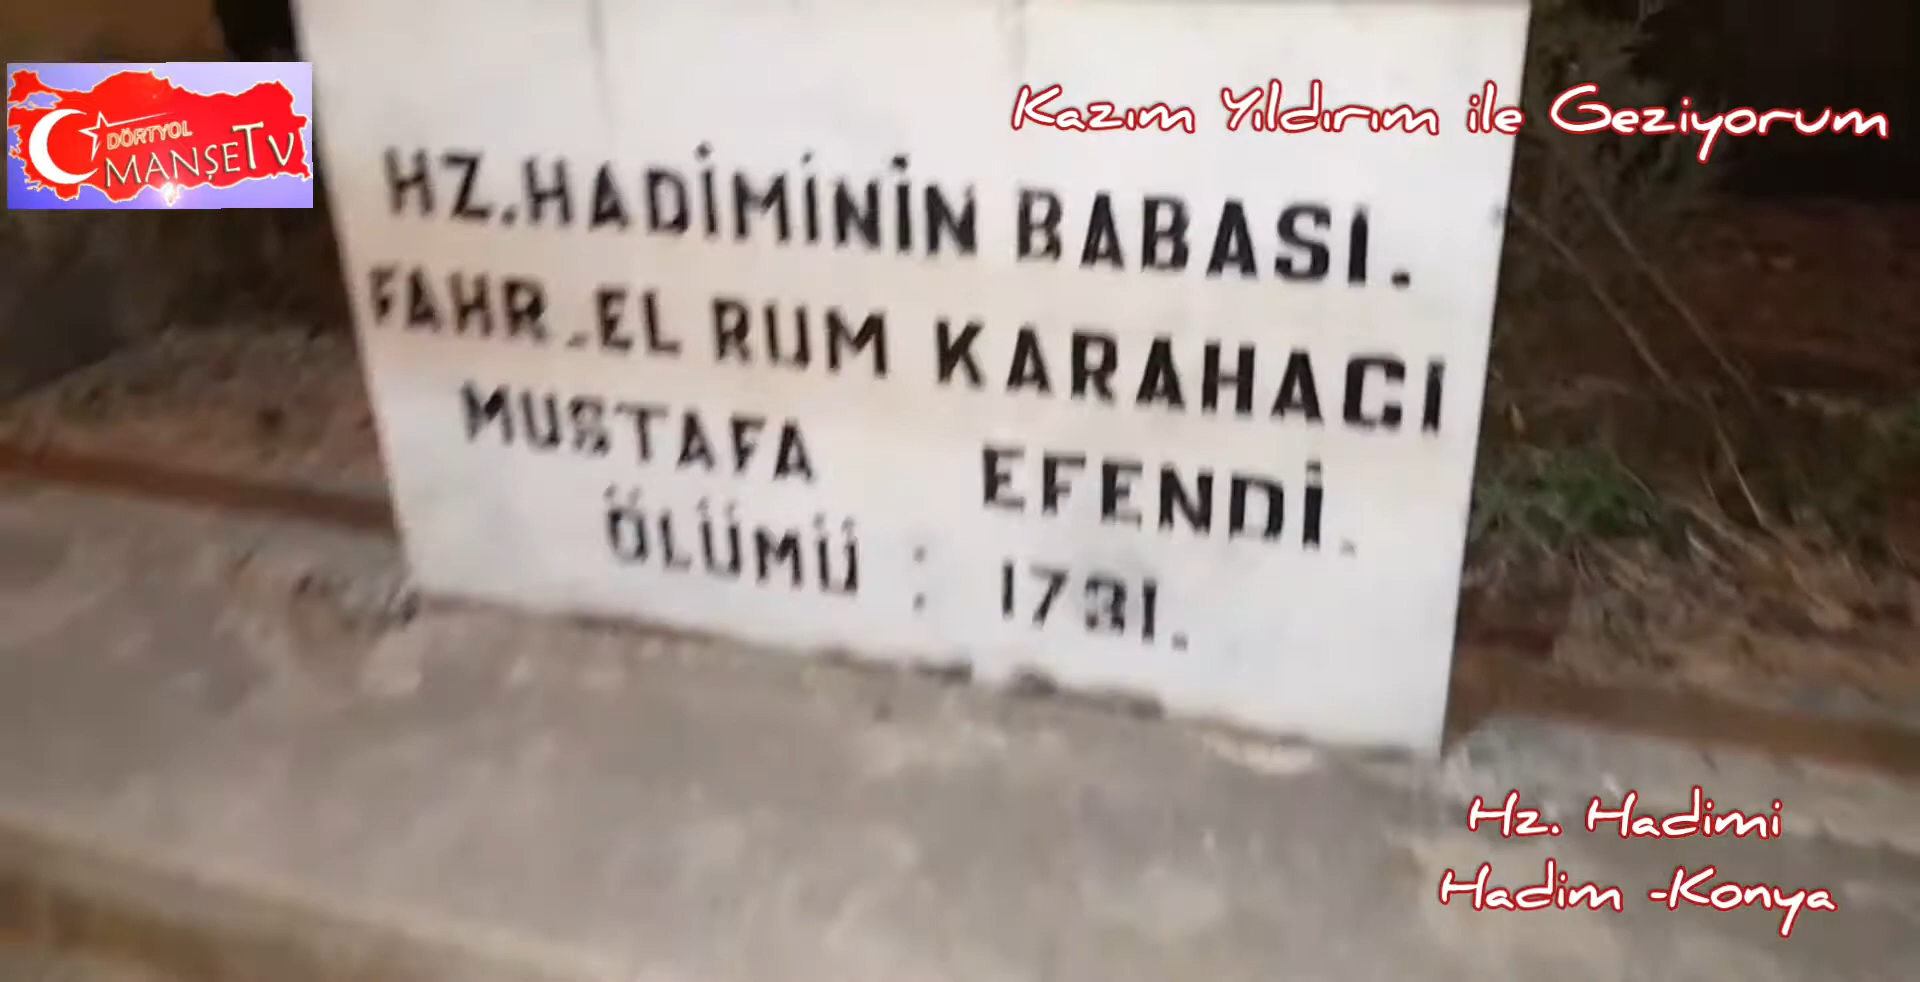 DÖRTYOL
MANŞETV
Kazım Yıldırım ile Geziyorum
HZ.HADİMİNİN BABASI.
FAHR-EL RUM KARAHACI
MUSTAFA EFENDİ.
ÖLÜMÜ : 1731.
Hz. Hadimi
Hadim -Konya